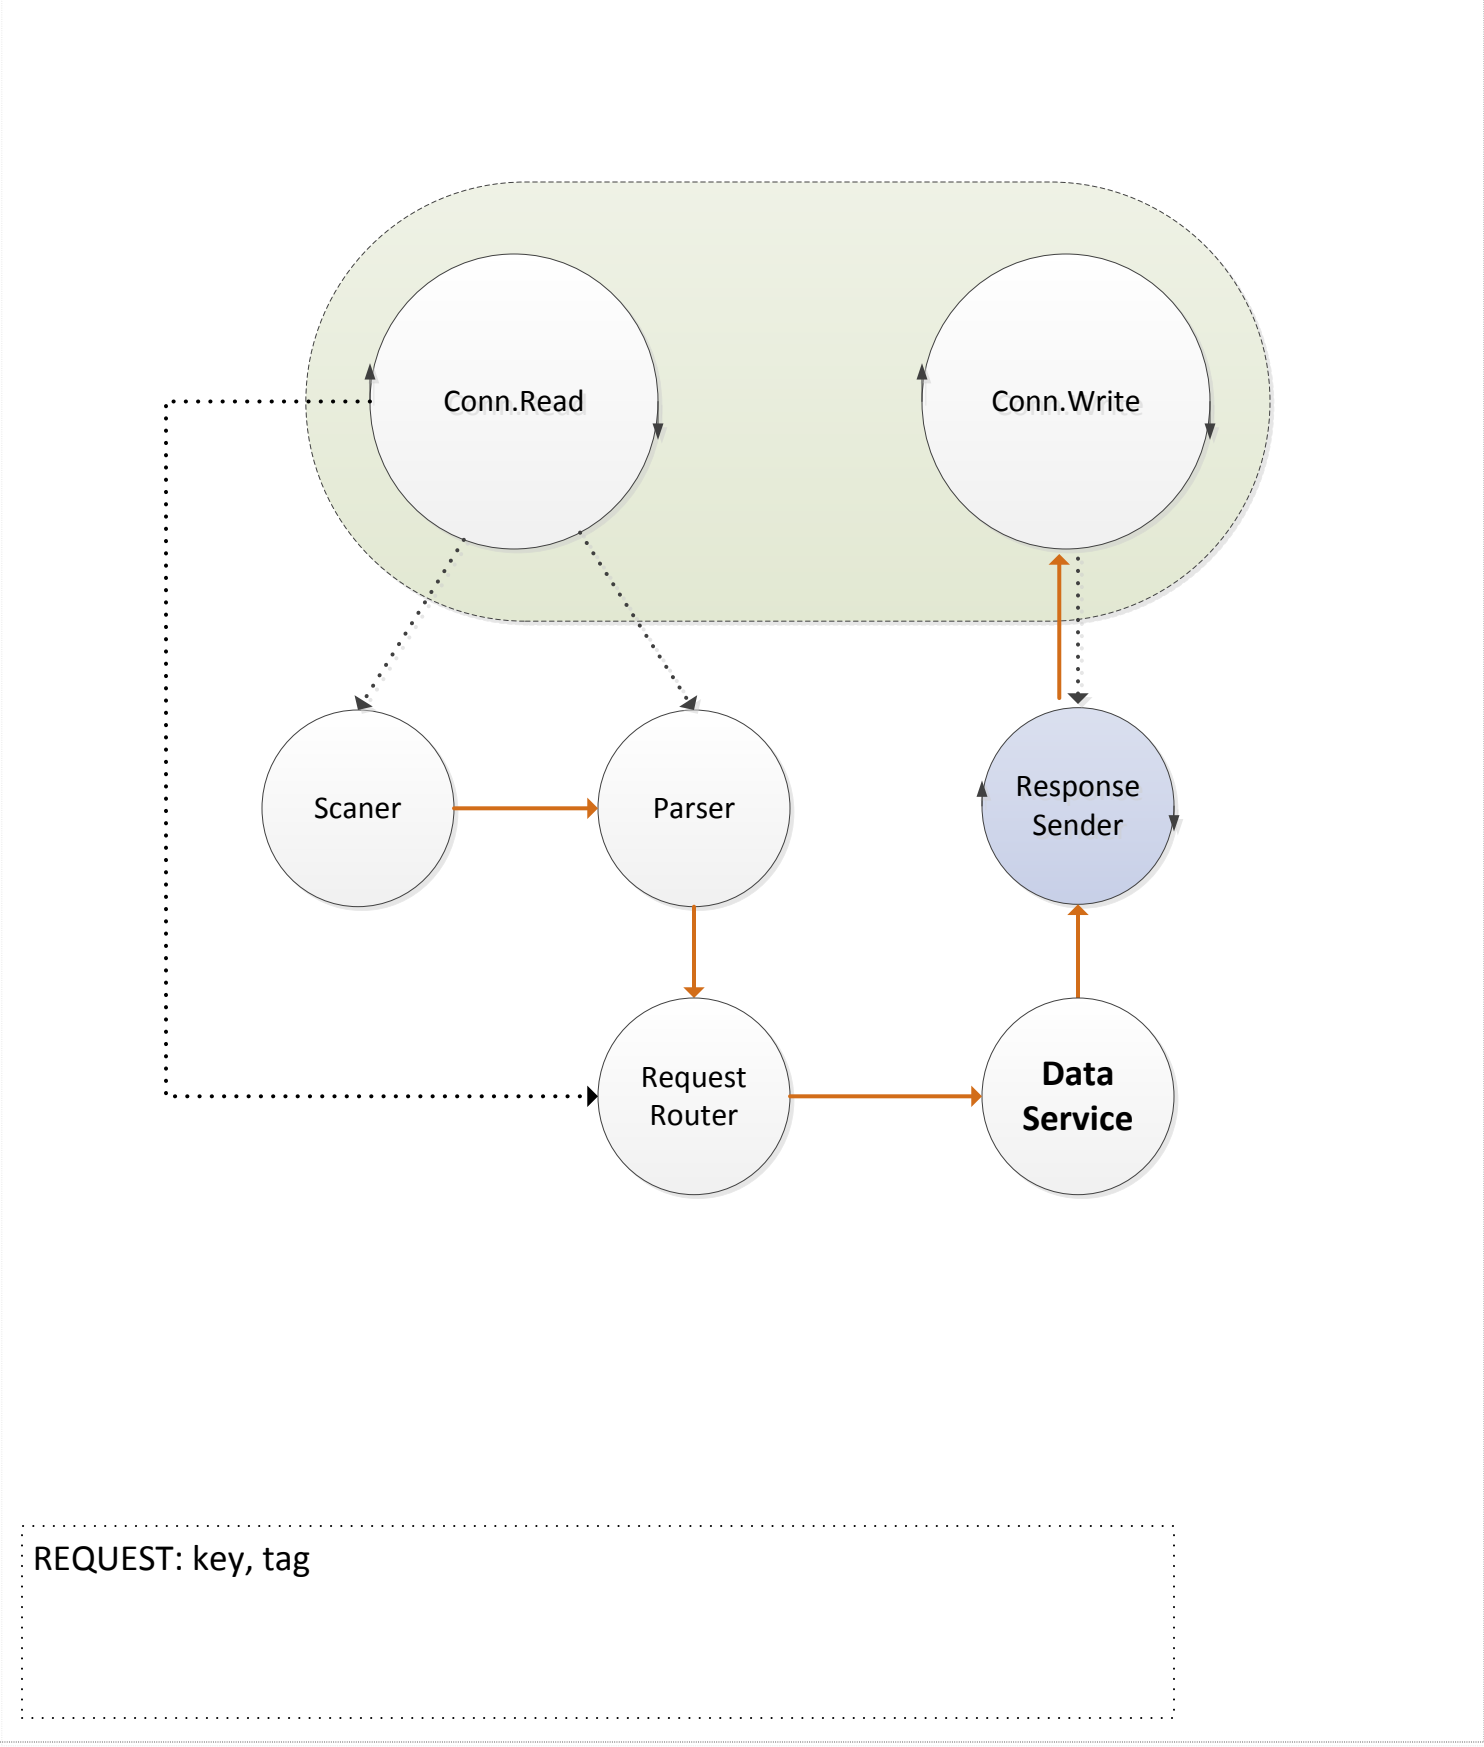 Conn.Read
Conn.Write
Scaner
Parser
Response
Sender
Request
Router
Data
Service
REQUEST: key, tag